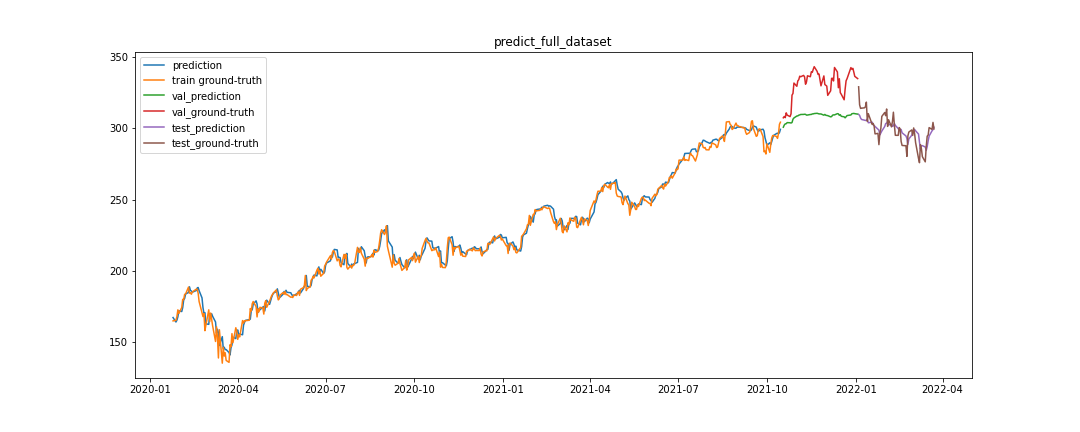 predict_full_dataset
350
300
250
200
150
prediction
train ground-truth
val_prediction
val_ground-truth
test_prediction
test_ground-truth
2020-01 2020-04 2020-07 2020-10 2021-01 2021-04 2021-07 2021-10 2022-01 2022-04